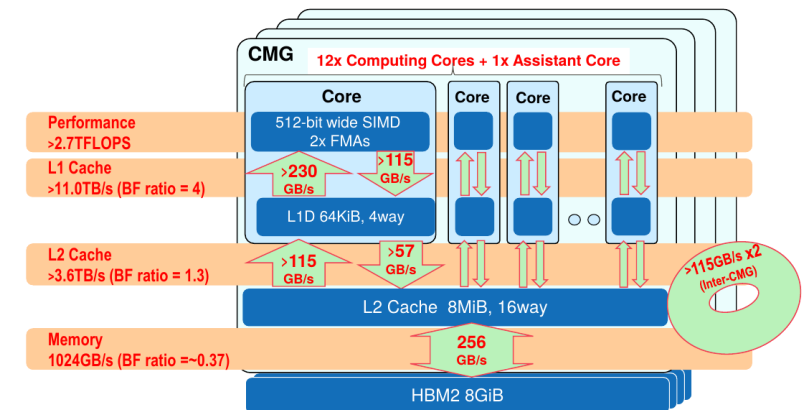 CMG
12x Computing Cores + 1x Assistant Core
Core
Core
Core
Core
Performance
>2.7TFLOPS
512-bit wide SIMD
2x FMAs
L1 Cache
>11.0TB/s (BF ratio = 4)
>230
GB/s
>115
GB/s
L1D 64KiB, 4way
L2 Cache
>3.6TB/s (BF ratio = 1.3)
>115
GB/s
>57
GB/s
>115GB/s x2
(Inter-CMG)
L2 Cache 8MiB, 16way
Memory
1024GB/s (BF ratio =~0.37)
256
GB/s
HBM2 8GiB